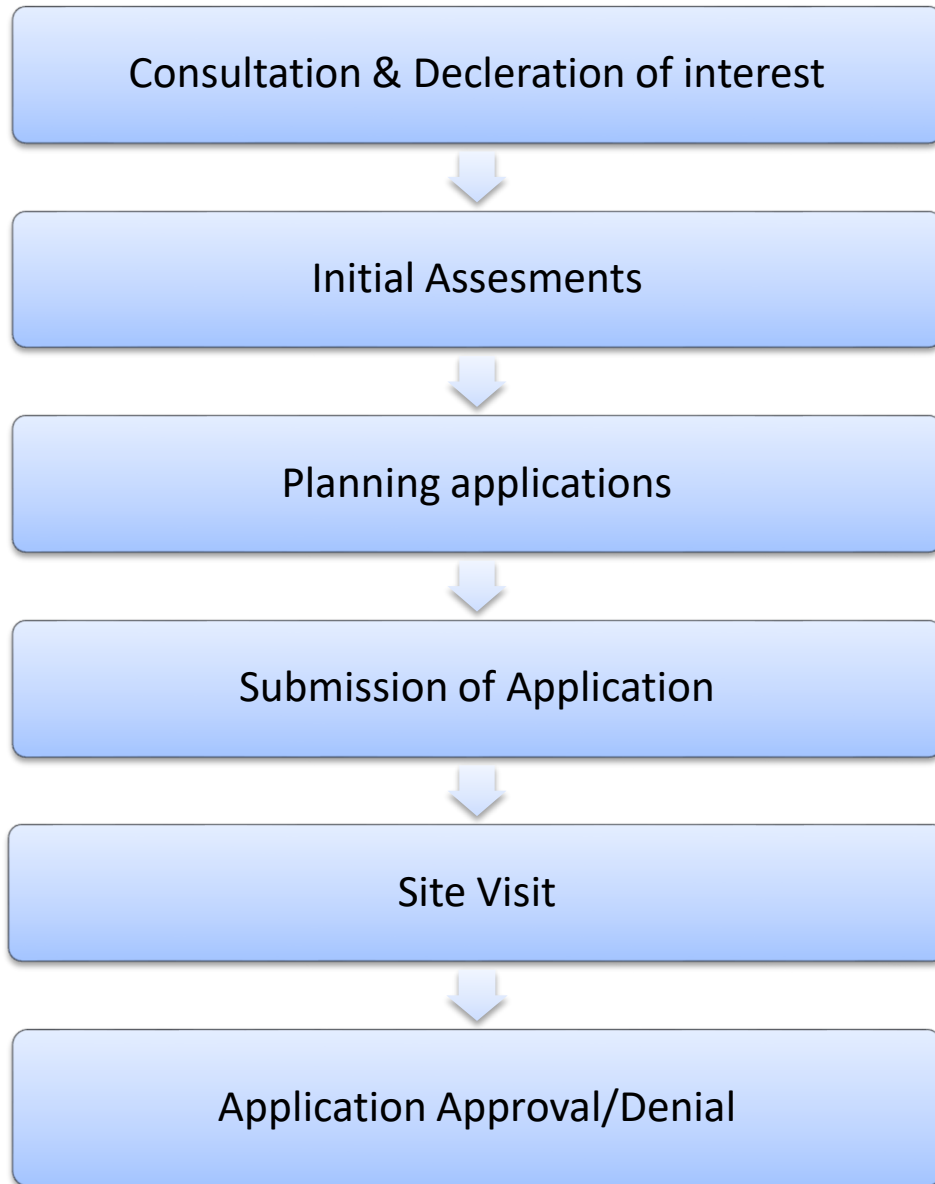 Consultation & Decleration of interest
Initial Assesments
Planning applications
Submission of Application
Site Visit
Application Approval/Denial